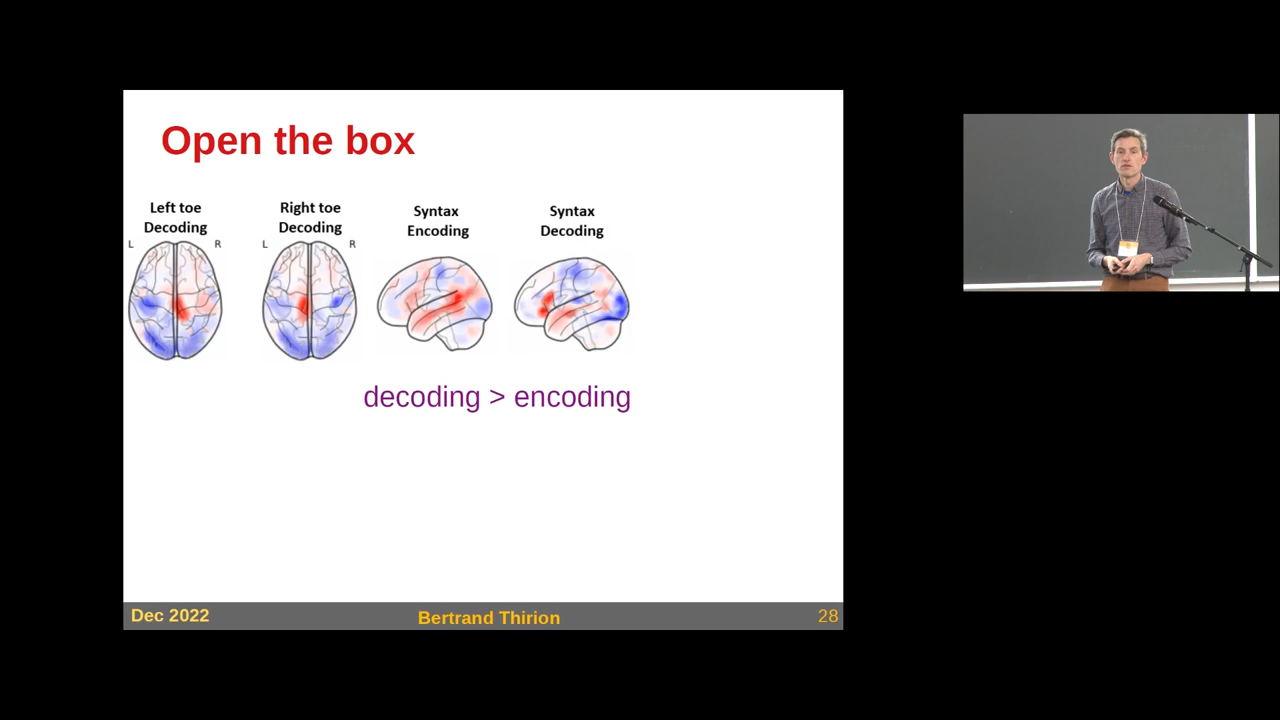 Open the box
Left toe
Decoding
Right toe
Decoding
Syntax
Encoding
Syntax
Decoding
L
R
L
R
decoding > encoding
Dec 2022
Bertrand Thirion
28